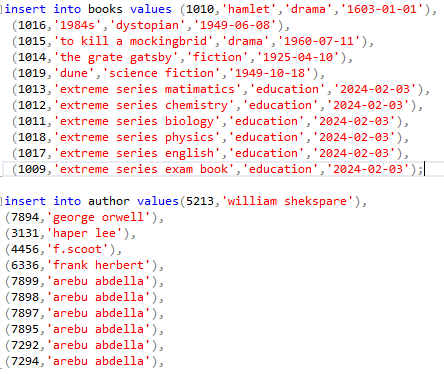 insert into books values (1010,'hamlet','drama','1603-01-01'),
(1016,'1984s','dystopian','1949-06-08'),
(1015,'to kill a mockingbrid','drama','1960-07-11'),
(1014,'the grate gatsby','fiction','1925-04-10'),
(1019,'dune','science fiction','1949-10-18'),
(1013,'extreme series matimatics','education','2024-02-03'),
(1012,'extreme series chemistry','education','2024-02-03'),
(1011,'extreme series biology','education','2024-02-03'),
(1018,'extreme series physics','education','2024-02-03'),
(1017,'extreme series english','education','2024-02-03'),
(1009,'extreme series exam book','education','2024-02-03');
insert into author values(5213,'william shekspare'),
(7894,'george orwell'),
(3131,'haper lee'),
(4456,'f.scoot'),
(6336,'frank herbert'),
(7899,'arebu abdella'),
(7898,'arebu abdella'),
(7897,'arebu abdella'),
(7895,'arebu abdella'),
(7292,'arebu abdella'),
(7294,'arebu abdella'),